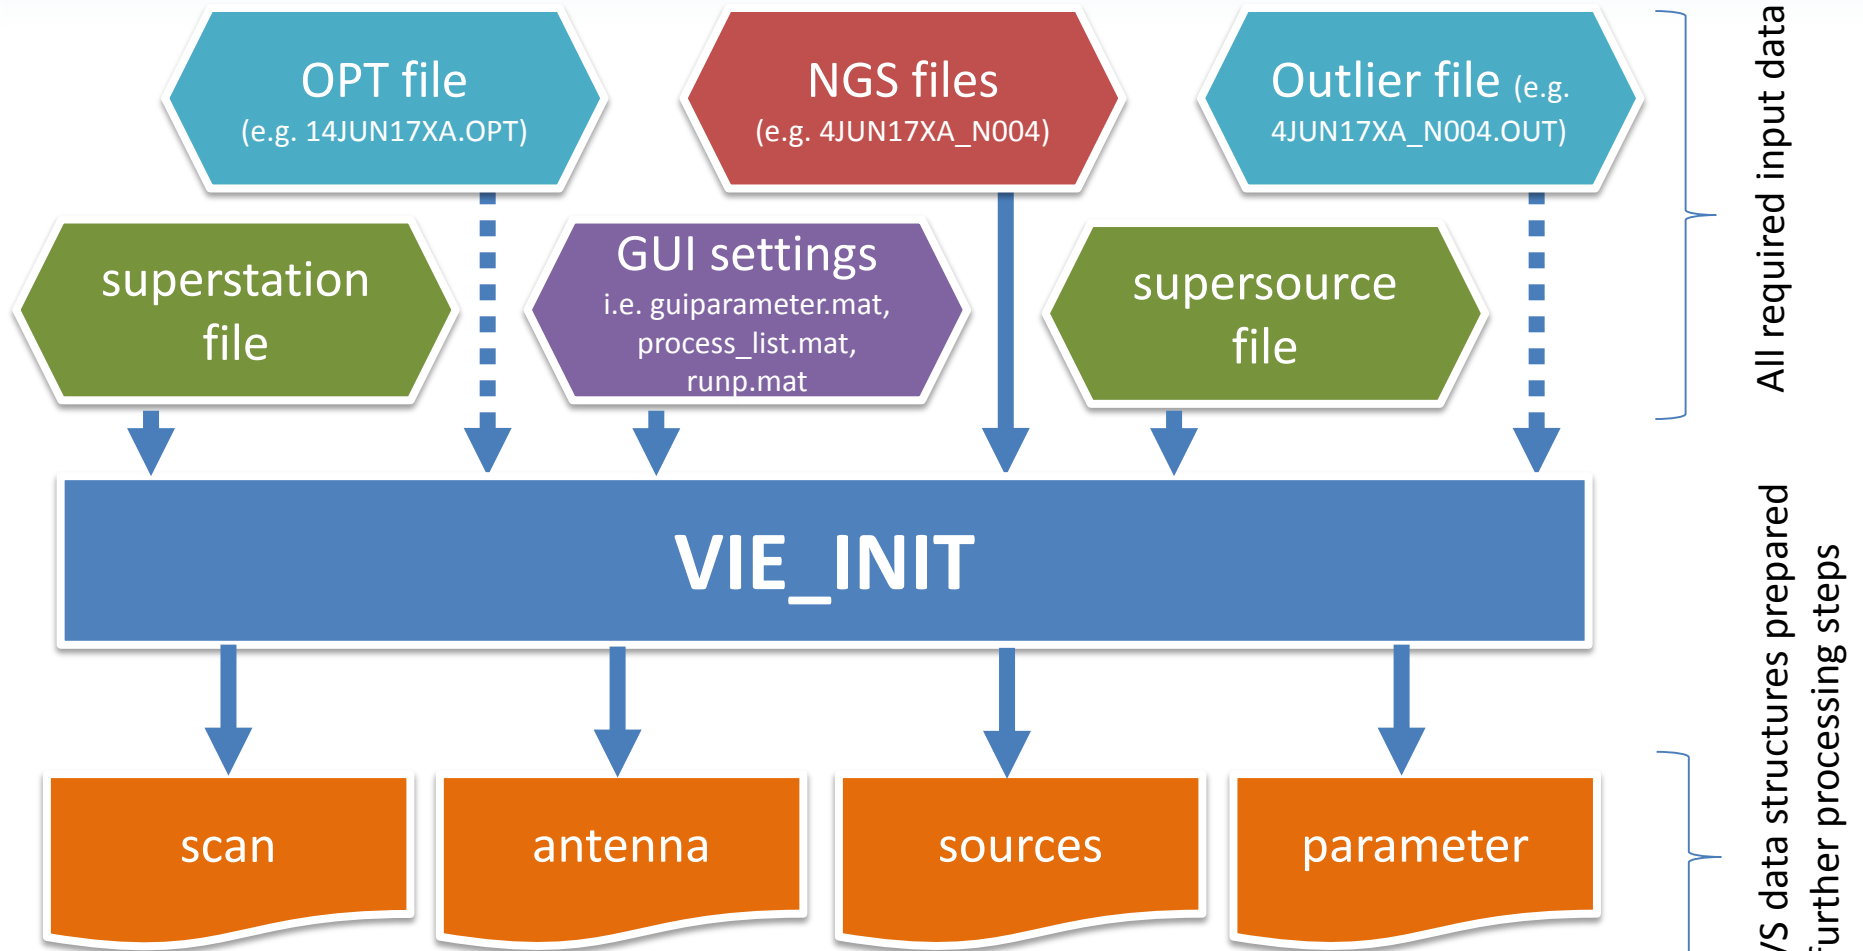 OPT file
(e.g. 14JUN17XA.OPT)
NGS files
(e.g. 4JUN17XA_N004)
Outlier file (e.g.
4JUN17XA_N004.OUT)
All required input data
superstation
file
GUI settings
i.e. guiparameter.mat,
process_list.mat,
runp.mat
supersource
file
VIE_INIT
data structures prepared
further processing steps
scan
antenna
sources
parameter